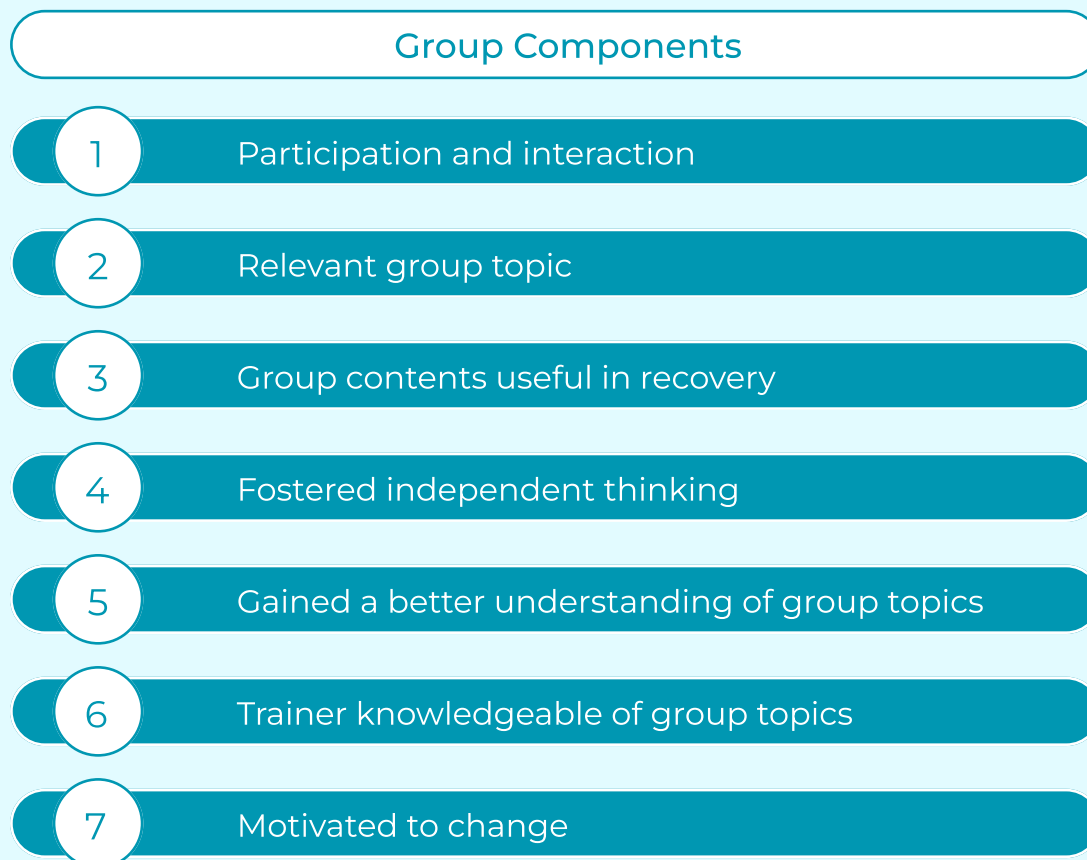 Group Components
1 Participation and interaction
2 Relevant group topic
3 Group contents useful in recovery
4 Fostered independent thinking
5 Gained a better understanding of group topics
6 Trainer knowledgeable of group topics
7 Motivated to change